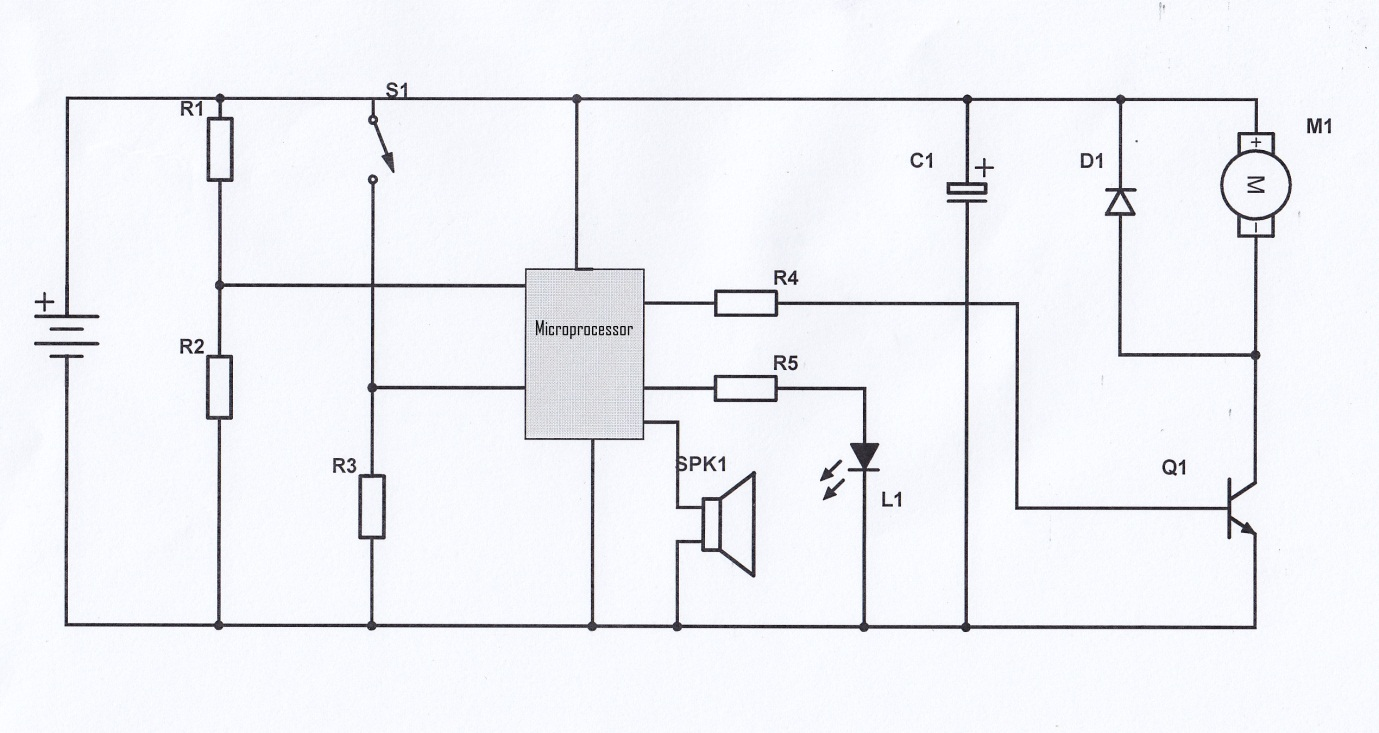 S1
R1
M1
+
C1
+
D1
M
-
+
R4
Microprocessor
R2
R5
R3
SPK1
Q1
L1